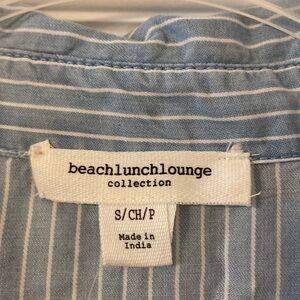 beachlunchlounge
collection
S/CH/P
Made in
India